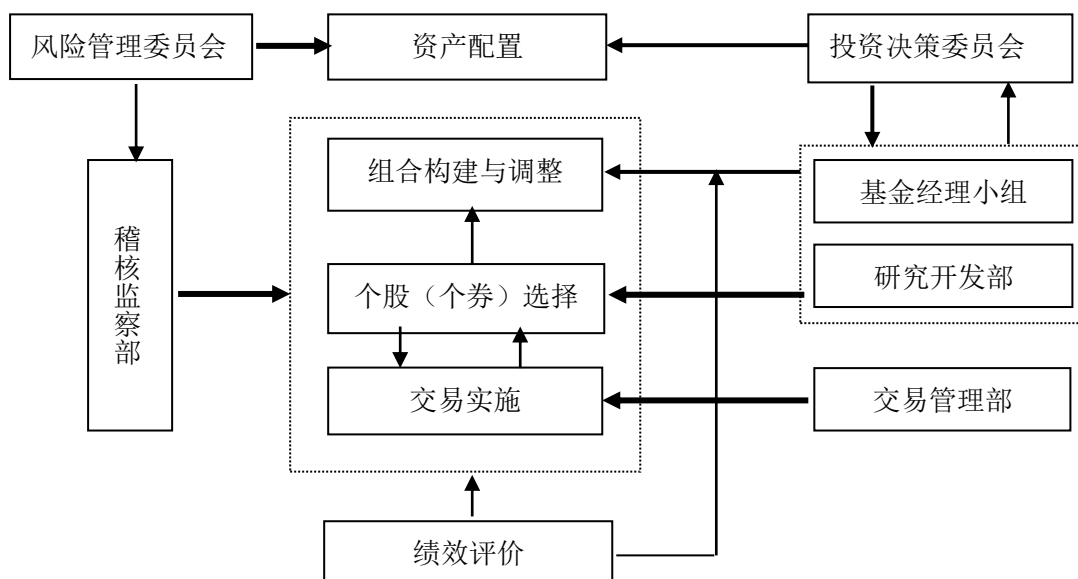 风险管理委员会
资产配置
投资决策委员会
组合构建与调整
基金经理小组
稽核监察部
个股（个券）选择
研究开发部
交易实施
交易管理部
绩效评价